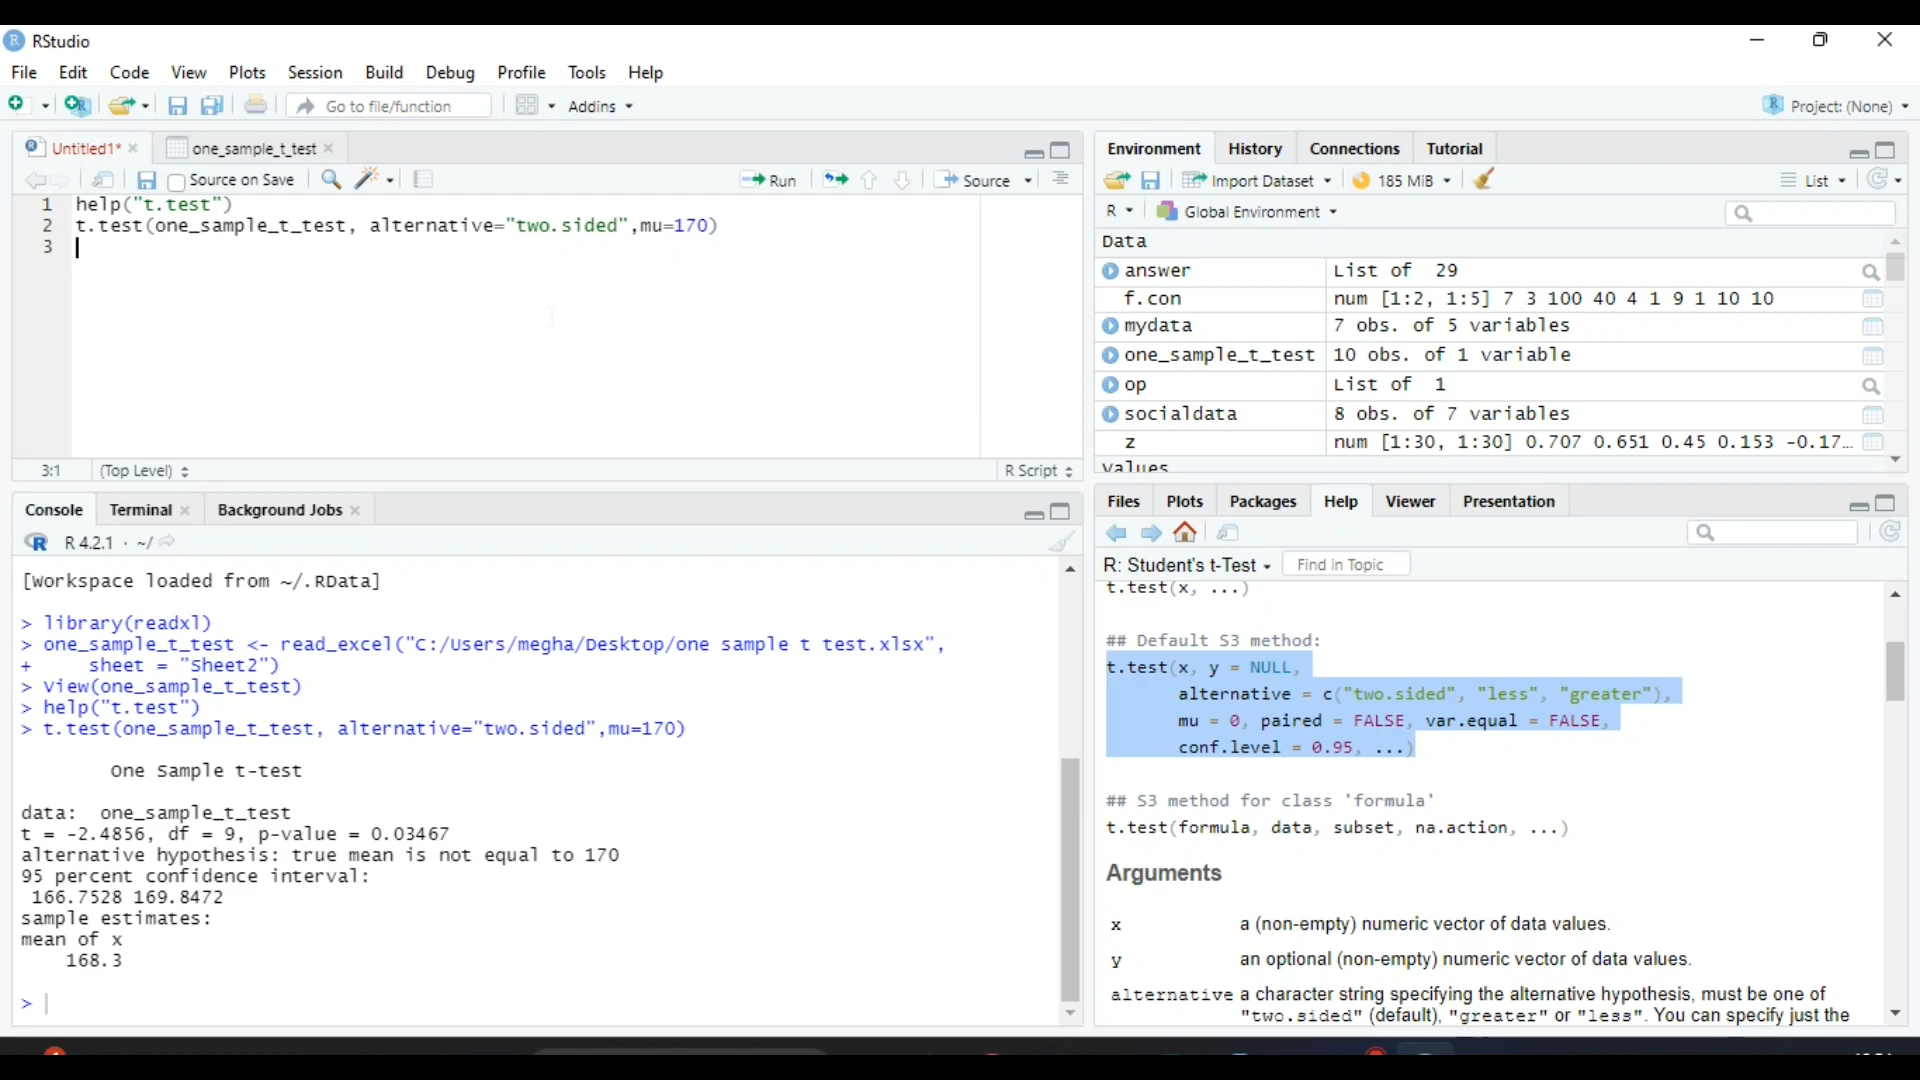 RStudio
File Edit Code View Plots Session Build Debug Profile Tools Help
Go to file/function Addins Project: (None)
Untitled1* one_sample_t_test
Source on Save Run Source
1 help("t.test")
2 t.test(one_sample_t_test, alternative="two.sided",mu=170)
3
3:1 (Top Level) R Script
Console Terminal Background Jobs
R 4.2.1 · ~/
[Workspace loaded from ~/.RData]
> library(readxl)
> one_sample_t_test <- read_excel("C:/Users/megha/Desktop/one sample t test.xlsx",
+ sheet = "Sheet2")
> View(one_sample_t_test)
> help("t.test")
> t.test(one_sample_t_test, alternative="two.sided",mu=170)
One Sample t-test
data: one_sample_t_test
t = -2.4856, df = 9, p-value = 0.03467
alternative hypothesis: true mean is not equal to 170
95 percent confidence interval:
166.7528 169.8472
sample estimates:
mean of x
168.3
>
Environment History Connections Tutorial
Import Dataset 185 MiB List
R Global Environment
Data
answer List of 29
f.con num [1:2, 1:5] 7 3 100 40 4 1 9 1 10 10
mydata 7 obs. of 5 variables
one_sample_t_test 10 obs. of 1 variable
op List of 1
socialdata 8 obs. of 7 variables
z num [1:30, 1:30] 0.707 0.651 0.45 0.153 -0.17…
Values
Files Plots Packages Help Viewer Presentation
R: Student's t-Test Find in Topic
t.test(x, ...)
## Default S3 method:
t.test(x, y = NULL,
alternative = c("two.sided", "less", "greater"),
mu = 0, paired = FALSE, var.equal = FALSE,
conf.level = 0.95, ...)
## S3 method for class 'formula'
t.test(formula, data, subset, na.action, ...)
Arguments
x a (non-empty) numeric vector of data values.
y an optional (non-empty) numeric vector of data values.
alternative a character string specifying the alternative hypothesis, must be one of
"two.sided" (default), "greater" or "less". You can specify just the